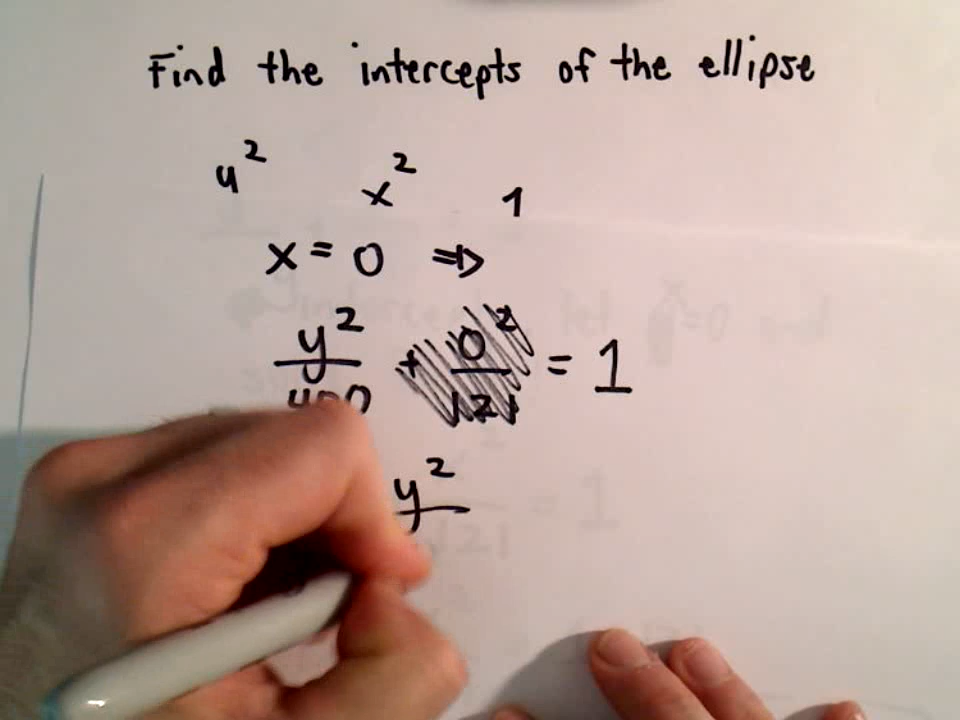 Find the intercepts of the ellipse
y² x² 1
x = 0 ⇒
y²/400 + 0²/121 = 1
y²